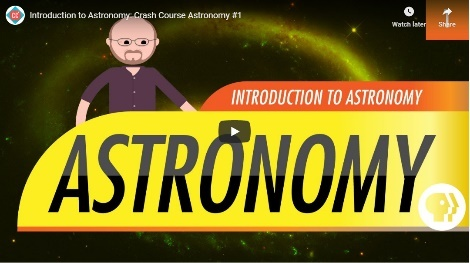 Introduction to Astronomy: Crash Course Astronomy #1
Watch later
Share
INTRODUCTION TO ASTRONOMY
ASTRONOMY